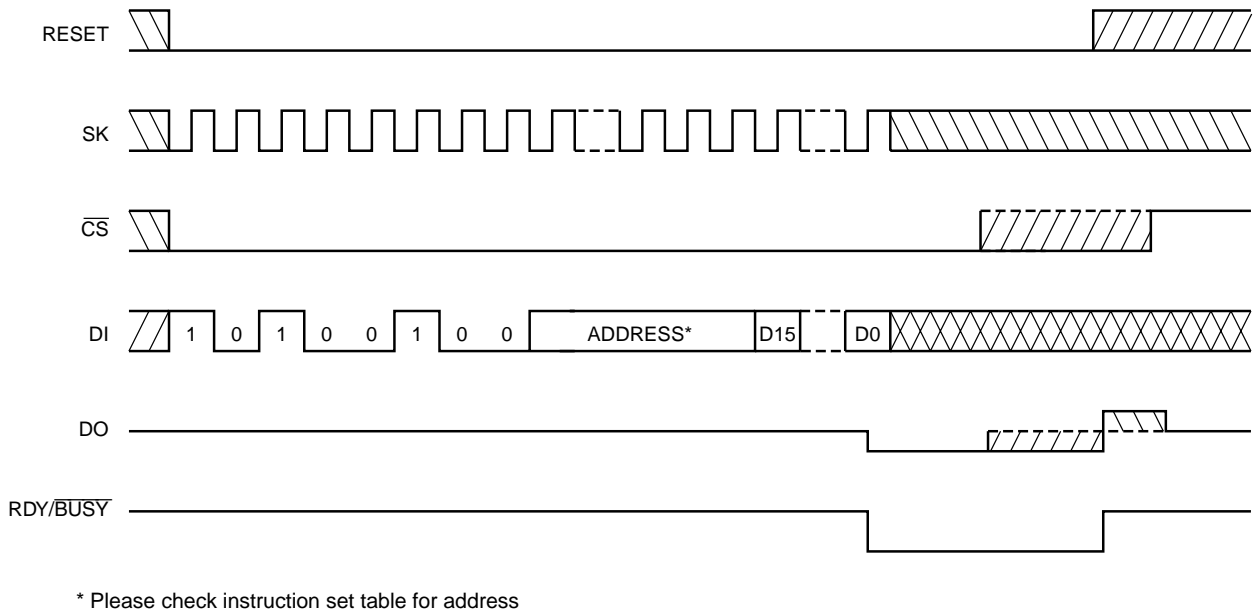 RESET
SK
CS
DI 1 0 1 0 0 1 0 0 ADDRESS* D15 D0
DO
RDY/BUSY
* Please check instruction set table for address